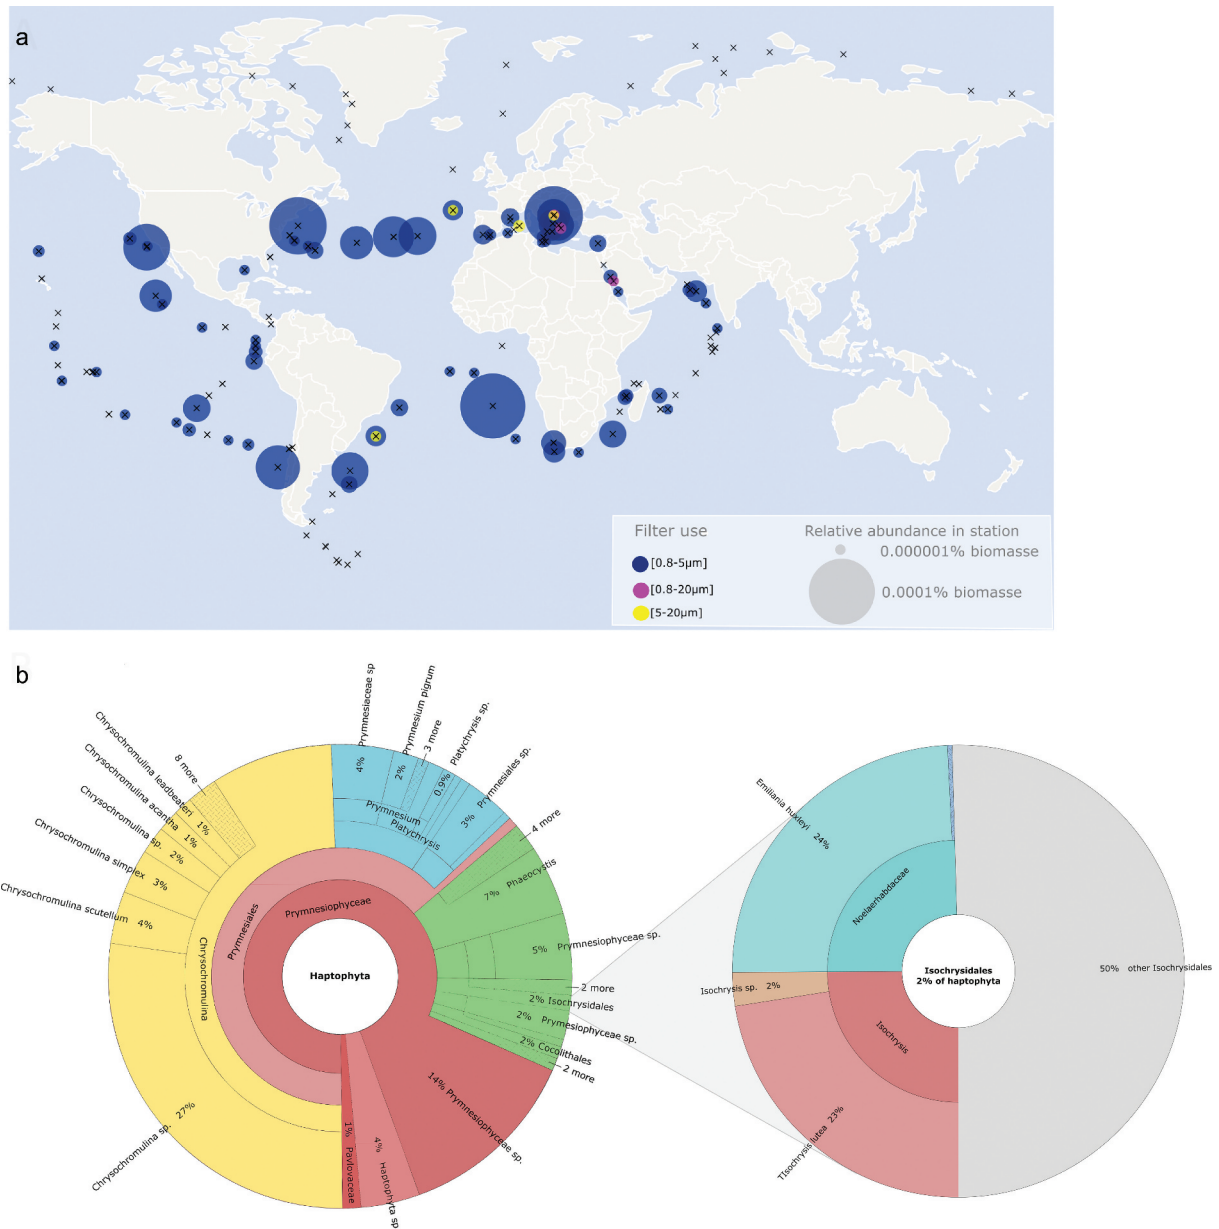 a
Filter use
[0.8-5µm]
[0.8-20µm]
[5-20µm]
Relative abundance in station
0.000001% biomasse
0.0001% biomasse
b
Haptophyta
Prymnesiophyceae
Prymnesiales
Chrysochromulina
Chrysochromulina sp. 27%
Chrysochromulina scutellum 4%
Chrysochromulina simplex 3%
Chrysochromulina sp. 2%
Chrysochromulina acantha 1%
Chrysochromulina leadbeateri 1%
8 more
4% Prymnesiaceae sp
2% Prymnesium pigrum
3 more
0.9% Platychrysis sp.
3% Prymnesiales sp.
Prymnesium
Platychrysis
4 more
7% Phaeocystis
5% Prymnesiophyceae sp.
2 more
2% Isochrysidales
2% Prymesiophyceae sp.
2% Cocolithales
2 more
14% Prymnesiophyceae sp.
4% Haptophyta sp
1% Pavlovaceae
Emiliania huxleyi 24%
Noelaerhabdaceae
Isochrysis sp. 2%
Isochrysis
TIsochrysis lutea 23%
Isochrysidales
2% of haptophyta
50% other Isochrysidales